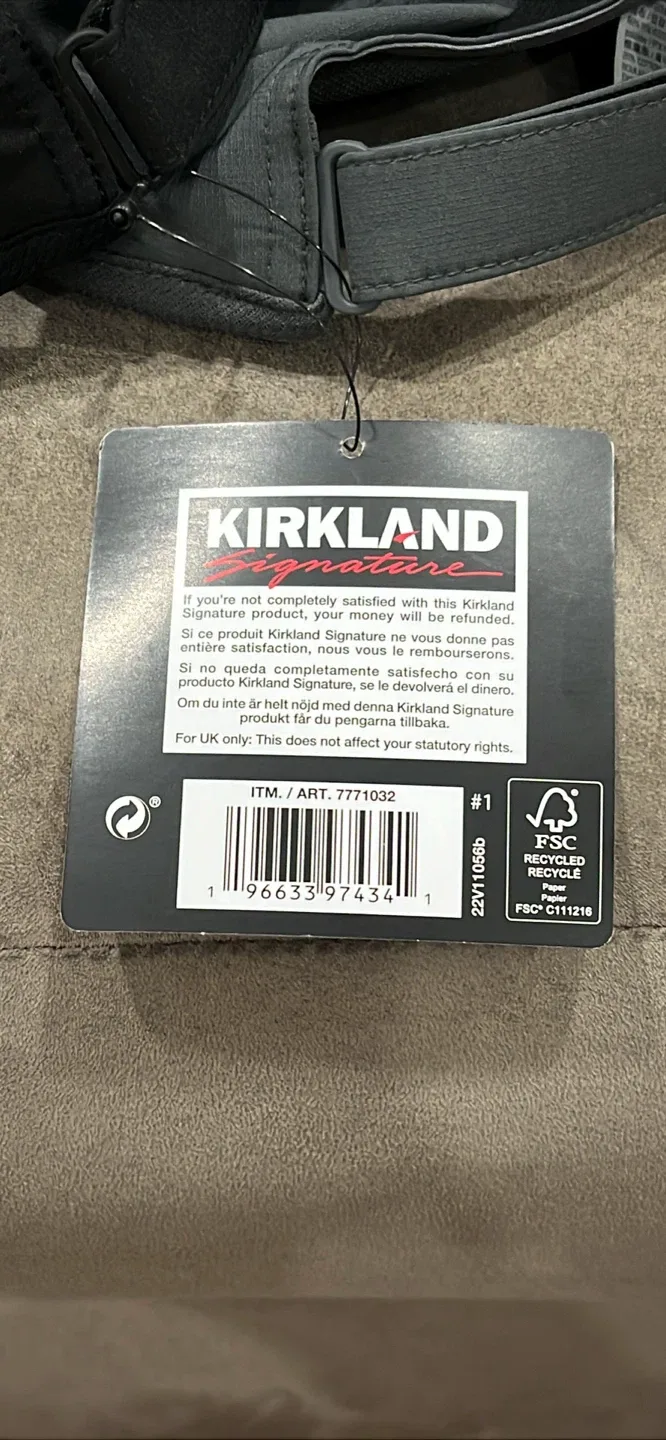 KIRKLAND
Signature
If you're not completely satisfied with this Kirkland
Signature product, your money will be refunded.
Si ce produit Kirkland Signature ne vous donne pas
entière satisfaction, nous vous le rembourserons.
Si no queda completamente satisfecho con su
producto Kirkland Signature, se le devolverá el dinero.
Om du inte är helt nöjd med denna Kirkland Signature
produkt får du pengarna tillbaka.
For UK only: This does not affect your statutory rights.
®
ITM. / ART. 7771032
1 96633 97434 1
#1
22V11056b
FSC
RECYCLED
RECYCLÉ
Paper
Papier
FSC® C111216